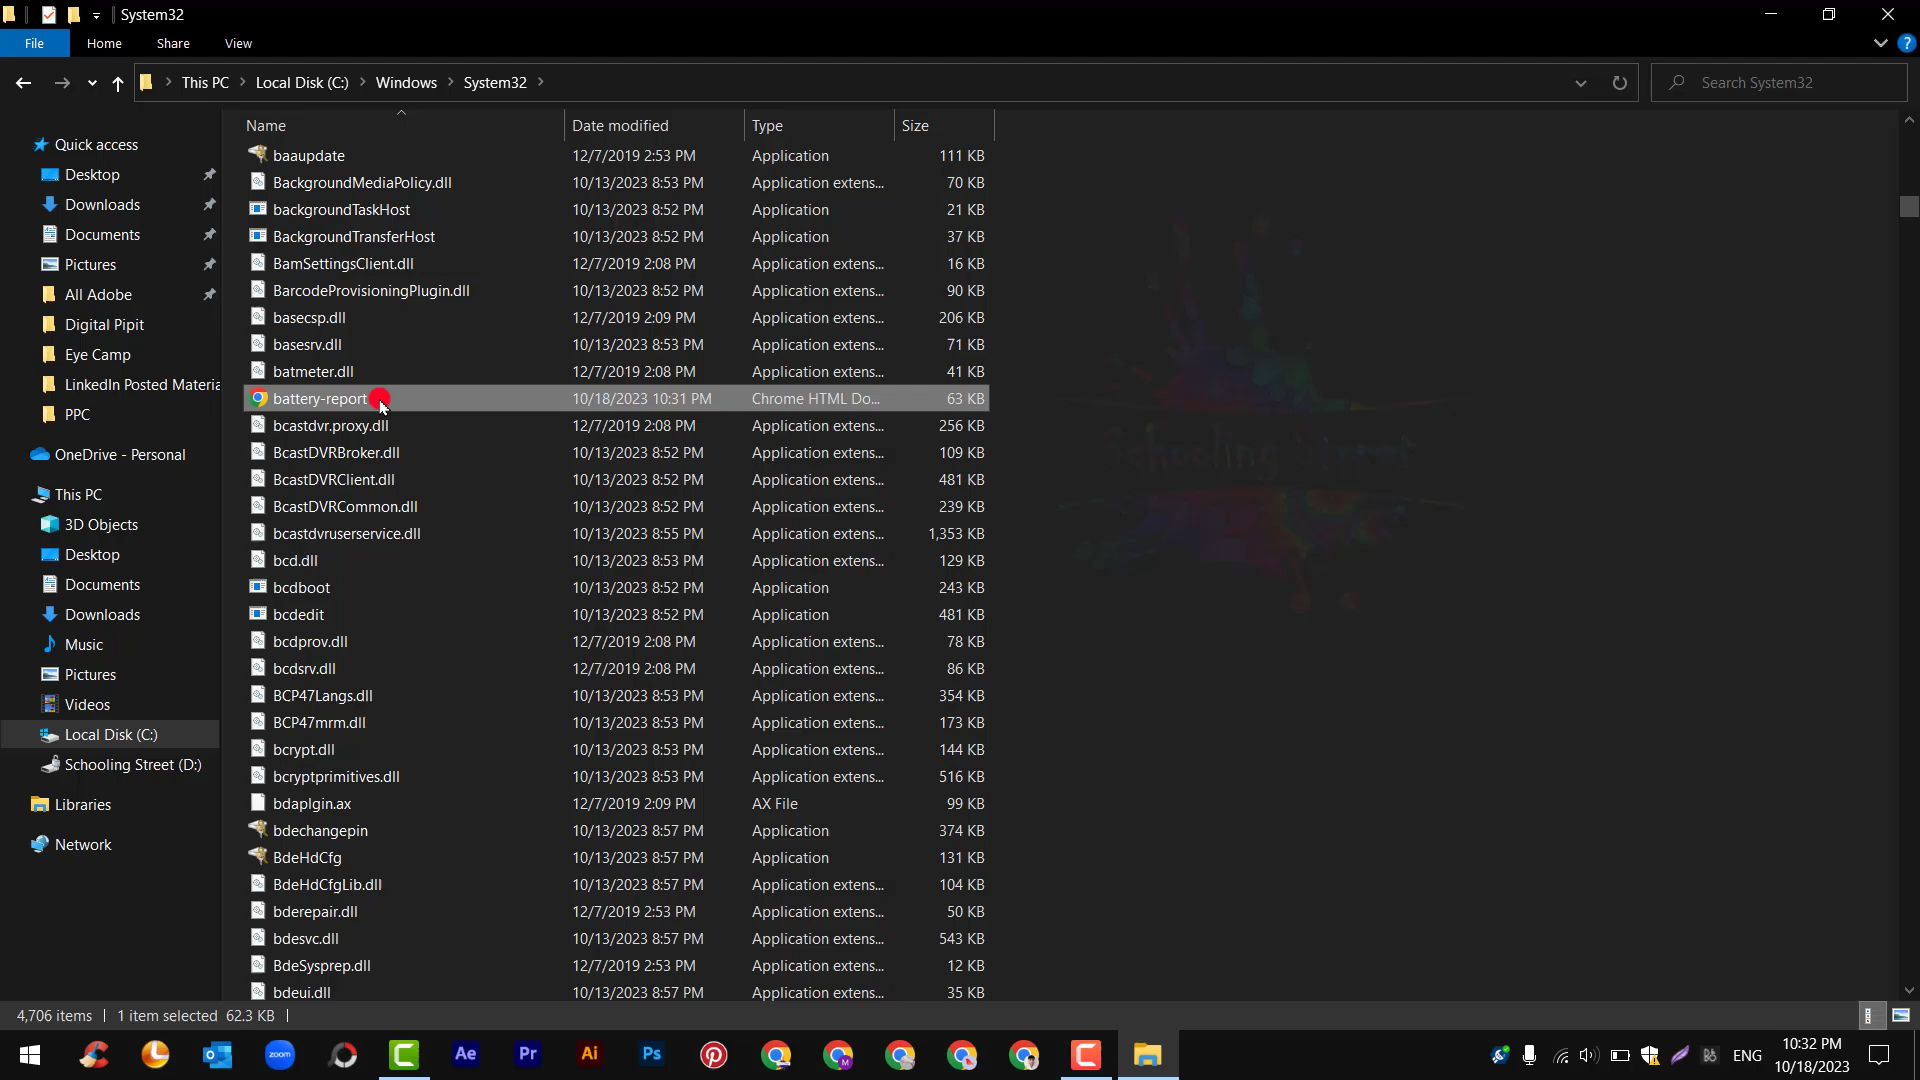 System32
File Home Share View
This PC Local Disk (C:) Windows System32
Search System32
Name Date modified Type Size
Quick access
Desktop
Downloads
Documents
Pictures
All Adobe
Digital Pipit
Eye Camp
LinkedIn Posted Materia
PPC
OneDrive - Personal
This PC
3D Objects
Desktop
Documents
Downloads
Music
Pictures
Videos
Local Disk (C:)
Schooling Street (D:)
Libraries
Network
baaupdate 12/7/2019 2:53 PM Application 111 KB
BackgroundMediaPolicy.dll 10/13/2023 8:53 PM Application extens... 70 KB
backgroundTaskHost 10/13/2023 8:52 PM Application 21 KB
BackgroundTransferHost 10/13/2023 8:52 PM Application 37 KB
BamSettingsClient.dll 12/7/2019 2:08 PM Application extens... 16 KB
BarcodeProvisioningPlugin.dll 10/13/2023 8:52 PM Application extens... 90 KB
basecsp.dll 12/7/2019 2:09 PM Application extens... 206 KB
basesrv.dll 10/13/2023 8:53 PM Application extens... 71 KB
batmeter.dll 12/7/2019 2:08 PM Application extens... 41 KB
battery-report 10/18/2023 10:31 PM Chrome HTML Do... 63 KB
bcastdvr.proxy.dll 12/7/2019 2:08 PM Application extens... 256 KB
BcastDVRBroker.dll 10/13/2023 8:52 PM Application extens... 109 KB
BcastDVRClient.dll 10/13/2023 8:52 PM Application extens... 481 KB
BcastDVRCommon.dll 10/13/2023 8:52 PM Application extens... 239 KB
bcastdvruserservice.dll 10/13/2023 8:55 PM Application extens... 1,353 KB
bcd.dll 10/13/2023 8:53 PM Application extens... 129 KB
bcdboot 10/13/2023 8:52 PM Application 243 KB
bcdedit 10/13/2023 8:52 PM Application 481 KB
bcdprov.dll 12/7/2019 2:08 PM Application extens... 78 KB
bcdsrv.dll 12/7/2019 2:08 PM Application extens... 86 KB
BCP47Langs.dll 10/13/2023 8:53 PM Application extens... 354 KB
BCP47mrm.dll 10/13/2023 8:53 PM Application extens... 173 KB
bcrypt.dll 10/13/2023 8:53 PM Application extens... 144 KB
bcryptprimitives.dll 10/13/2023 8:53 PM Application extens... 516 KB
bdaplgin.ax 12/7/2019 2:09 PM AX File 99 KB
bdechangepin 10/13/2023 8:57 PM Application 374 KB
BdeHdCfg 10/13/2023 8:57 PM Application 131 KB
BdeHdCfgLib.dll 10/13/2023 8:57 PM Application extens... 104 KB
bderepair.dll 12/7/2019 2:53 PM Application extens... 50 KB
bdesvc.dll 10/13/2023 8:57 PM Application extens... 543 KB
BdeSysprep.dll 12/7/2019 2:53 PM Application extens... 12 KB
bdeui.dll 10/13/2023 8:57 PM Application extens... 35 KB
Schooling Street
4,706 items 1 item selected 62.3 KB
zoom Ae Pr Ai Ps
ENG
10:32 PM
10/18/2023